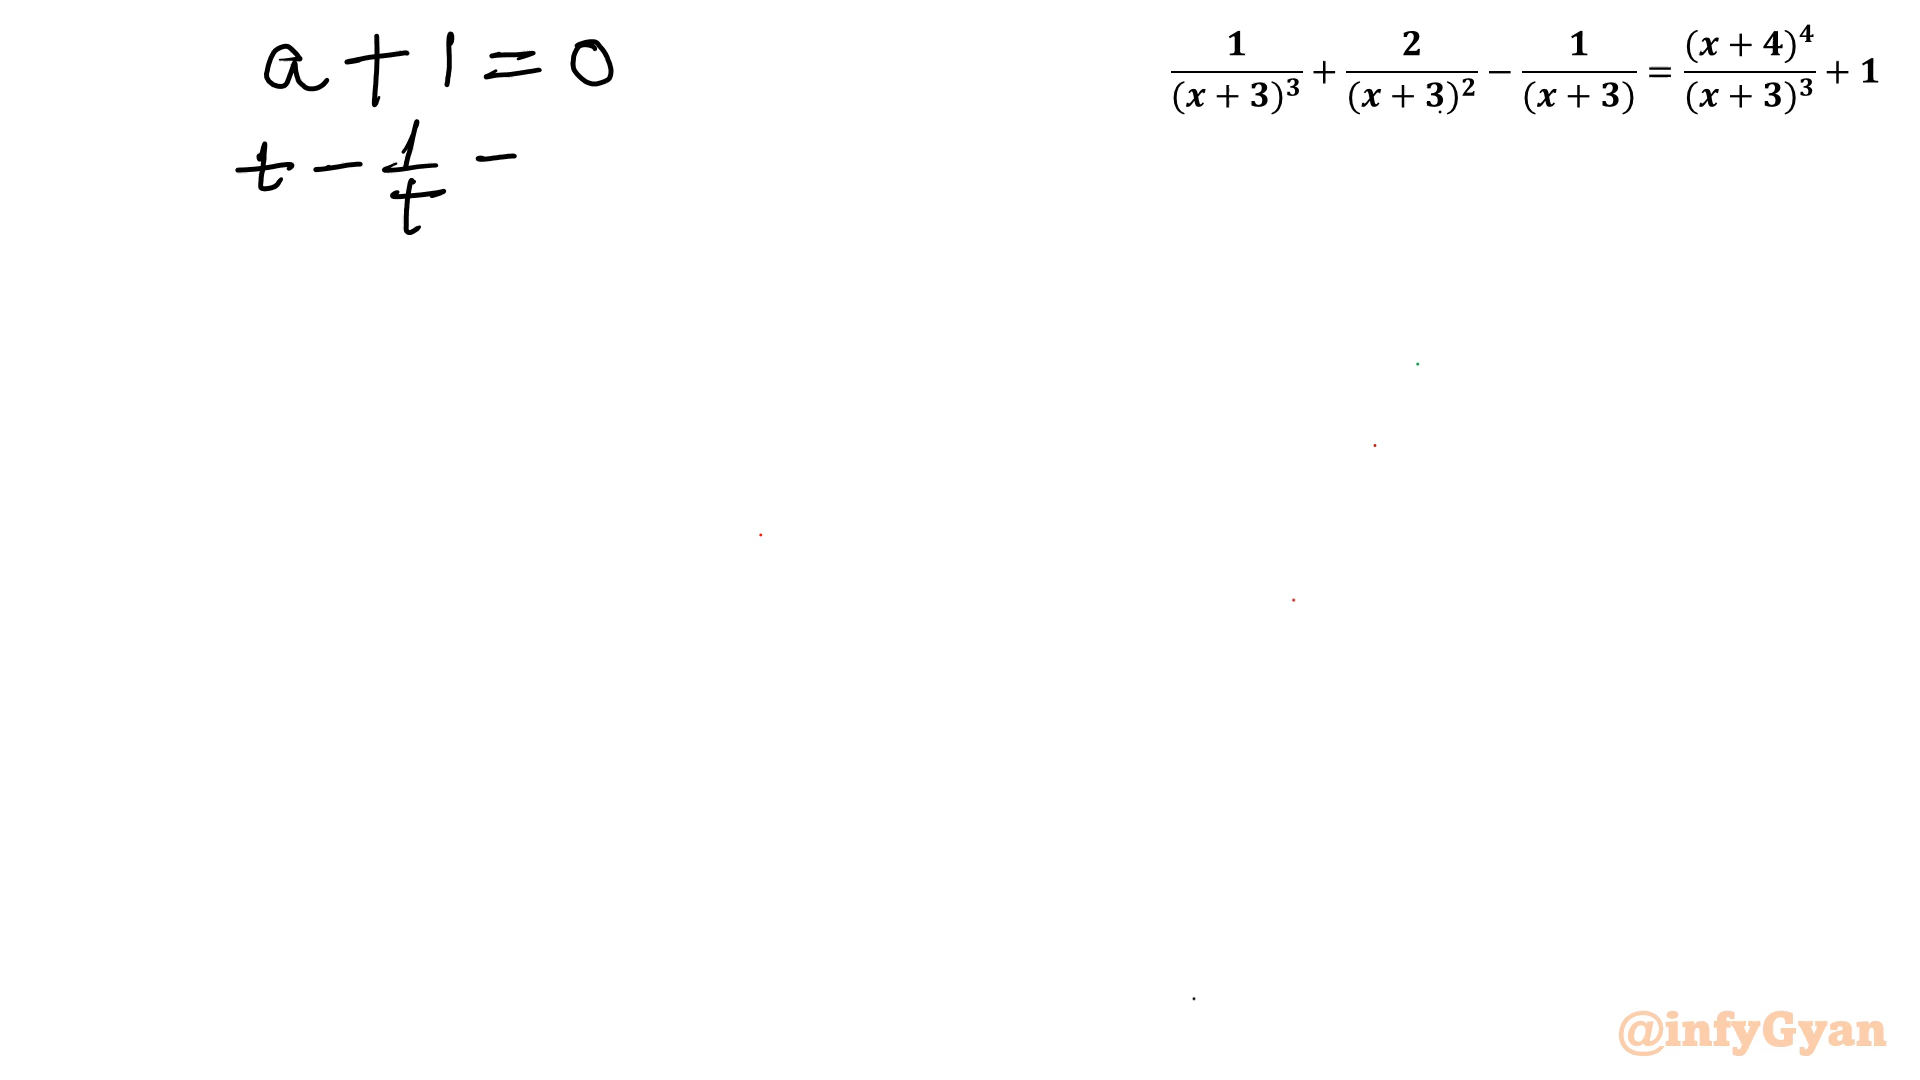 a + 1 = 0
t - 1/t -
1/(x + 3)³ + 2/(x + 3)² − 1/(x + 3) = (x + 4)⁴/(x + 3)³ + 1
@infyGyan